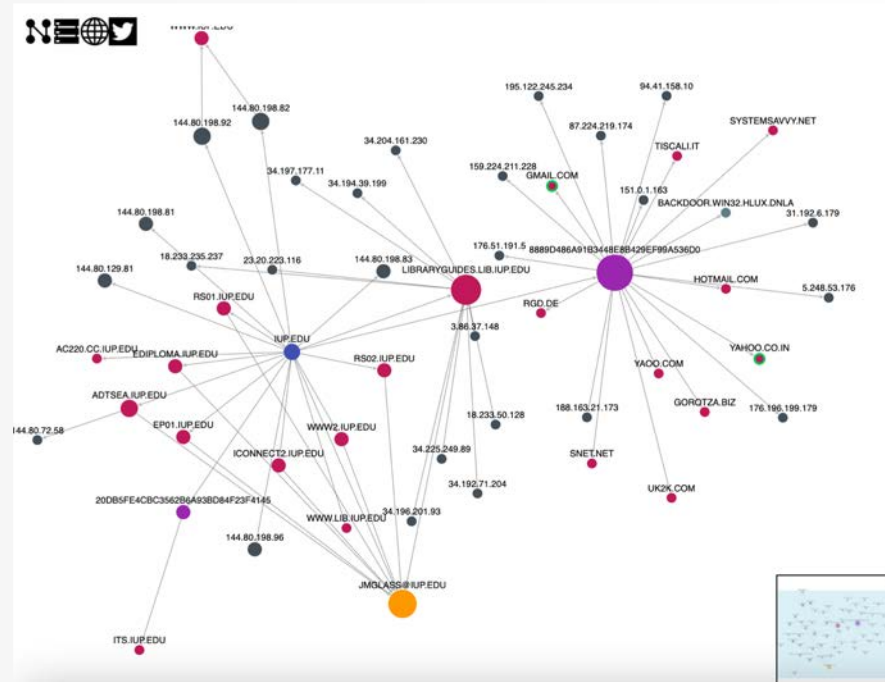 WWW.IUP.EDU
195.122.245.234
94.41.158.10
144.80.198.82
144.80.198.92
87.224.219.174
SYSTEMSAVVY.NET
34.204.161.230
TISCALI.IT
34.197.177.11
159.224.211.228
GMAIL.COM
34.194.39.199
151.0.1.163
BACKDOOR.WIN32.HLUX.DNLA
144.80.198.81
31.192.6.179
176.51.191.5
8889D486A91B3448E8B429EF99A536D0
18.233.235.237
23.20.223.116
144.80.198.83
LIBRARYGUIDES.LIB.IUP.EDU
144.80.129.81
HOTMAIL.COM
5.248.53.176
RS01.IUP.EDU
RGD.DE
3.86.37.148
IUP.EDU
AC220.CC.IUP.EDU
EDIPLOMA.IUP.EDU
RS02.IUP.EDU
YAHOO.CO.IN
YAOO.COM
ADTSEA.IUP.EDU
GORQTZA.BIZ
188.163.21.173
176.196.199.179
18.233.50.128
144.80.72.58
EP01.IUP.EDU
WWW2.IUP.EDU
34.225.249.89
ICONNECT2.IUP.EDU
SNET.NET
34.192.71.204
UK2K.COM
20DB5FE4CBC3562B6A93BD84F23F4145
WWW.LIB.IUP.EDU
34.196.201.93
144.80.198.96
JMGLASS@IUP.EDU
ITS.IUP.EDU